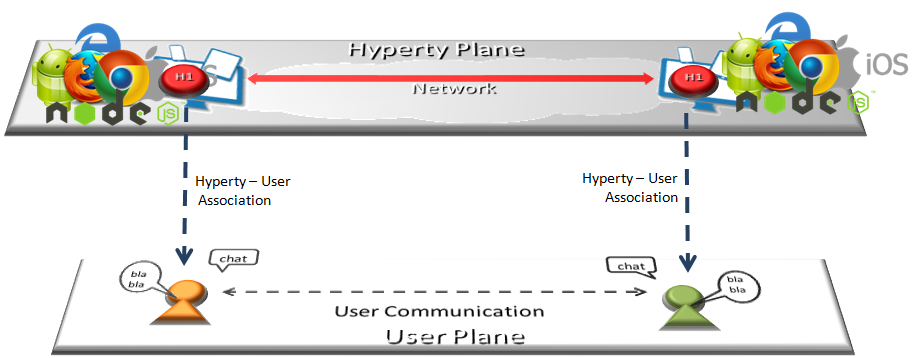 Hyperty Plane
iOS
H1
H1
Network
node
JS
node
JS
™
Hyperty – User
Association
Hyperty – User
Association
chat
chat
bla
bla
bla
bla
User Communication
User Plane